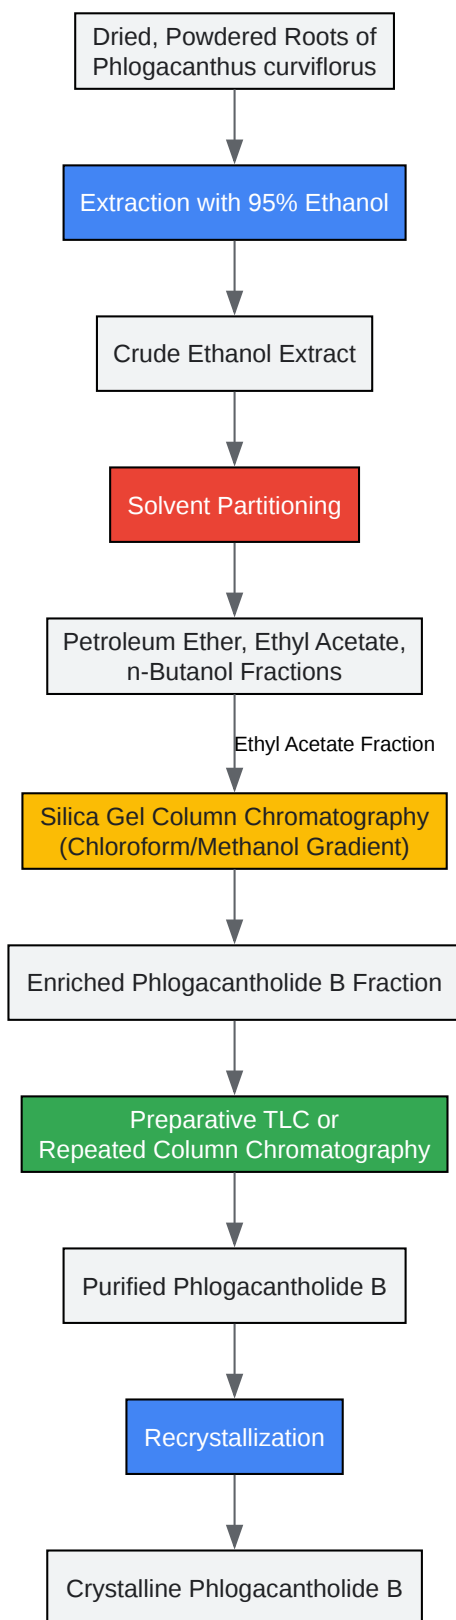 Dried, Powdered Roots of
Phlogacanthus curviflorus
Extraction with 95% Ethanol
Crude Ethanol Extract
Solvent Partitioning
Petroleum Ether, Ethyl Acetate,
n-Butanol Fractions
Ethyl Acetate Fraction
Silica Gel Column Chromatography
(Chloroform/Methanol Gradient)
Enriched Phlogacantholide B Fraction
Preparative TLC or
Repeated Column Chromatography
Purified Phlogacantholide B
Recrystallization
Crystalline Phlogacantholide B